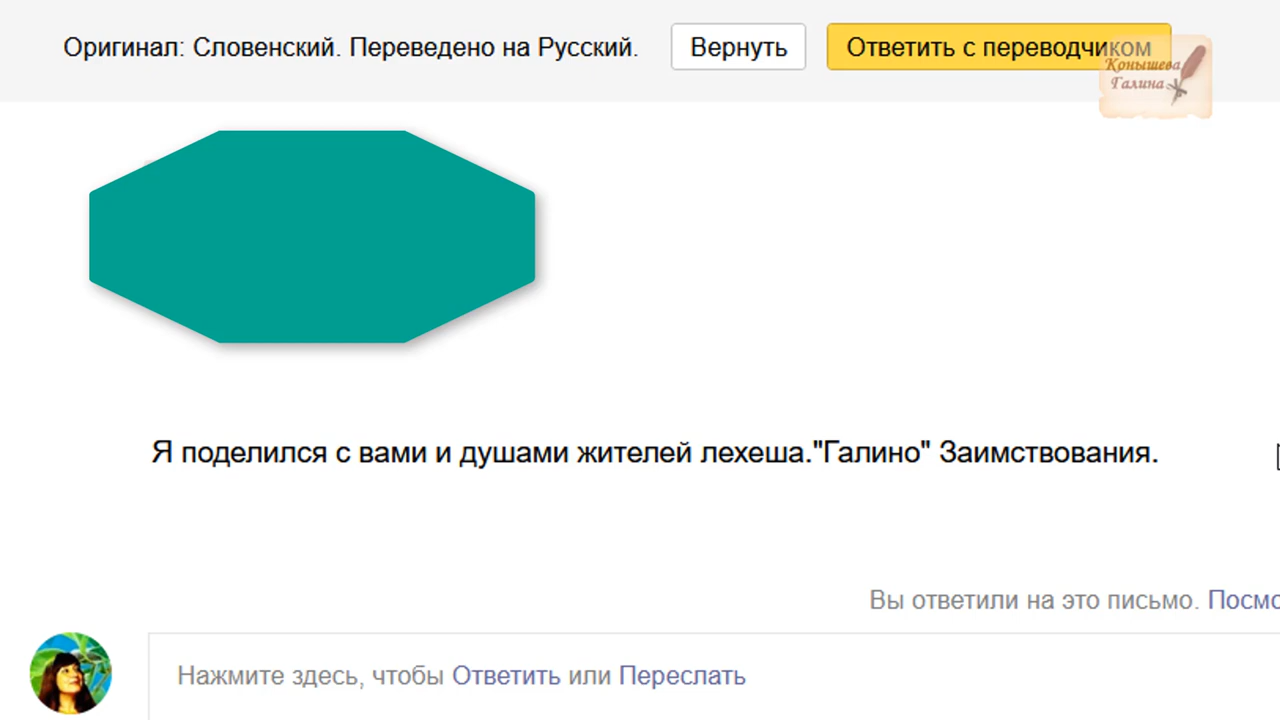 Оригинал: Словенский. Переведено на Русский.
Вернуть
Ответить с переводчиком
Конышева
Галина
Я поделился с вами и душами жителей лехеша."Галино" Заимствования.
Вы ответили на это письмо.
Нажмите здесь, чтобы Ответить или Переслать